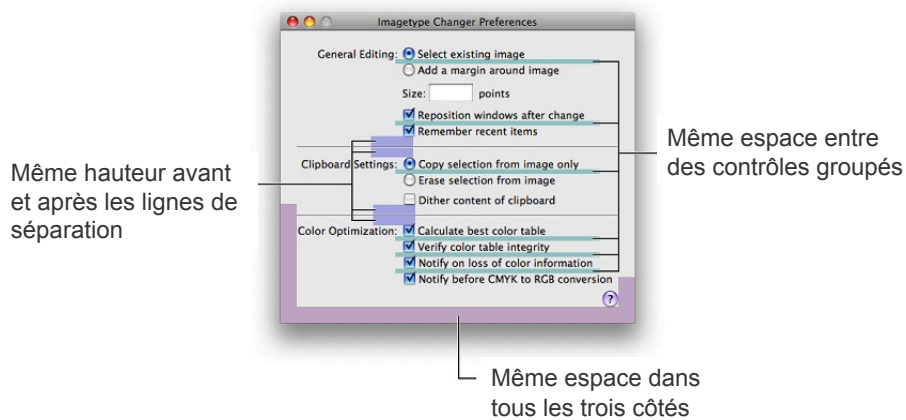 Imagetype Changer Preferences
General Editing: Select existing image
Add a margin around image
Size: points
Reposition windows after change
Remember recent items
Clipboard Settings: Copy selection from image only
Erase selection from image
Dither content of clipboard
Color Optimization: Calculate best color table
Verify color table integrity
Notify on loss of color information
Notify before CMYK to RGB conversion
?
Même hauteur avant
et après les lignes de
séparation
Même espace entre
des contrôles groupés
Même espace dans
tous les trois côtés